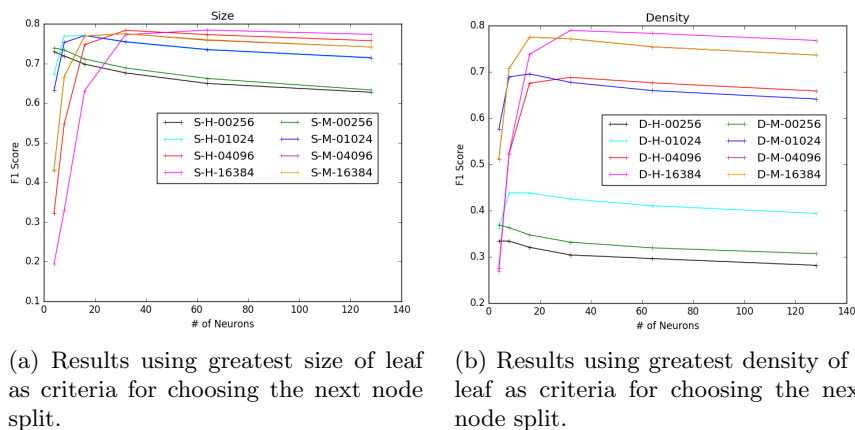 Size
F1 Score
0.8
0.7
0.6
0.5
0.4
0.3
0.2
0.1
S-H-00256 S-M-00256
S-H-01024 S-M-01024
S-H-04096 S-M-04096
S-H-16384 S-M-16384
0 20 40 60 80 100 120 140
# of Neurons
Density
F1 Score
0.8
0.7
0.6
0.5
0.4
0.3
0.2
D-H-00256 D-M-00256
D-H-01024 D-M-01024
D-H-04096 D-M-04096
D-H-16384 D-M-16384
0 20 40 60 80 100 120 140
# of Neurons
(a) Results using greatest size of leaf
as criteria for choosing the next node
split.
(b) Results using greatest density of
leaf as criteria for choosing the nex
node split.